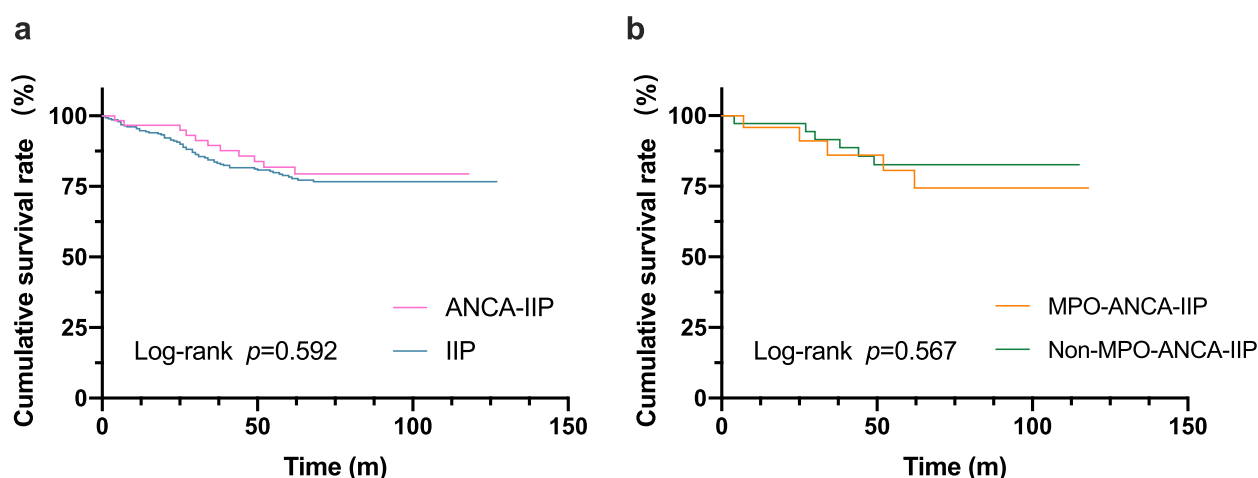 a
Cumulative survival rate (%)
100
75
50
25
0
ANCA-IIP
IIP
Log-rank p=0.592
0 50 100 150
Time (m)
b
Cumulative survival rate (%)
100
75
50
25
0
MPO-ANCA-IIP
Non-MPO-ANCA-IIP
Log-rank p=0.567
0 50 100 150
Time (m)